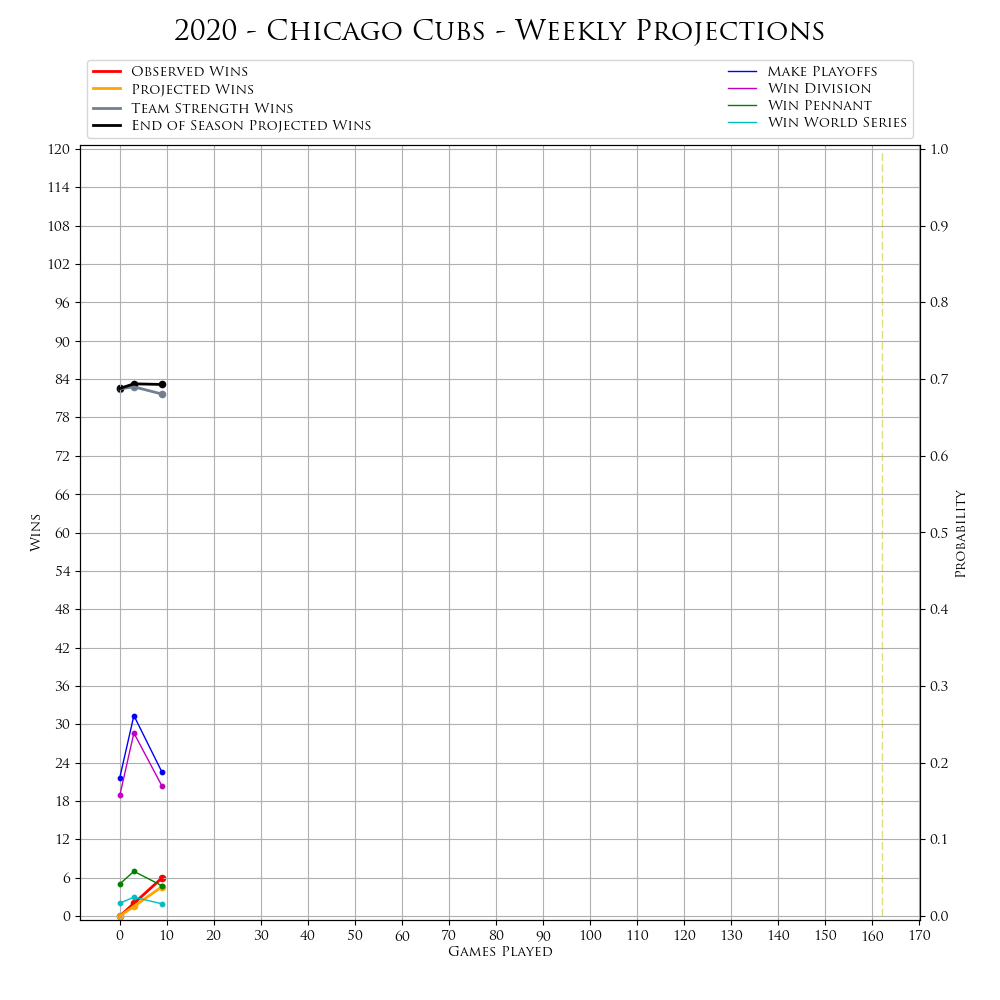 2020 - Chicago Cubs - Weekly Projections
Observed Wins
Projected Wins
Team Strength Wins
End of Season Projected Wins
Make Playoffs
Win Division
Win Pennant
Win World Series
120
114
108
102
96
90
84
78
72
66
60
54
48
42
36
30
24
18
12
6
0
Wins
1.0
0.9
0.8
0.7
0.6
0.5
0.4
0.3
0.2
0.1
0.0
Probability
0 10 20 30 40 50 60 70 80 90 100 110 120 130 140 150 160 170
Games Played